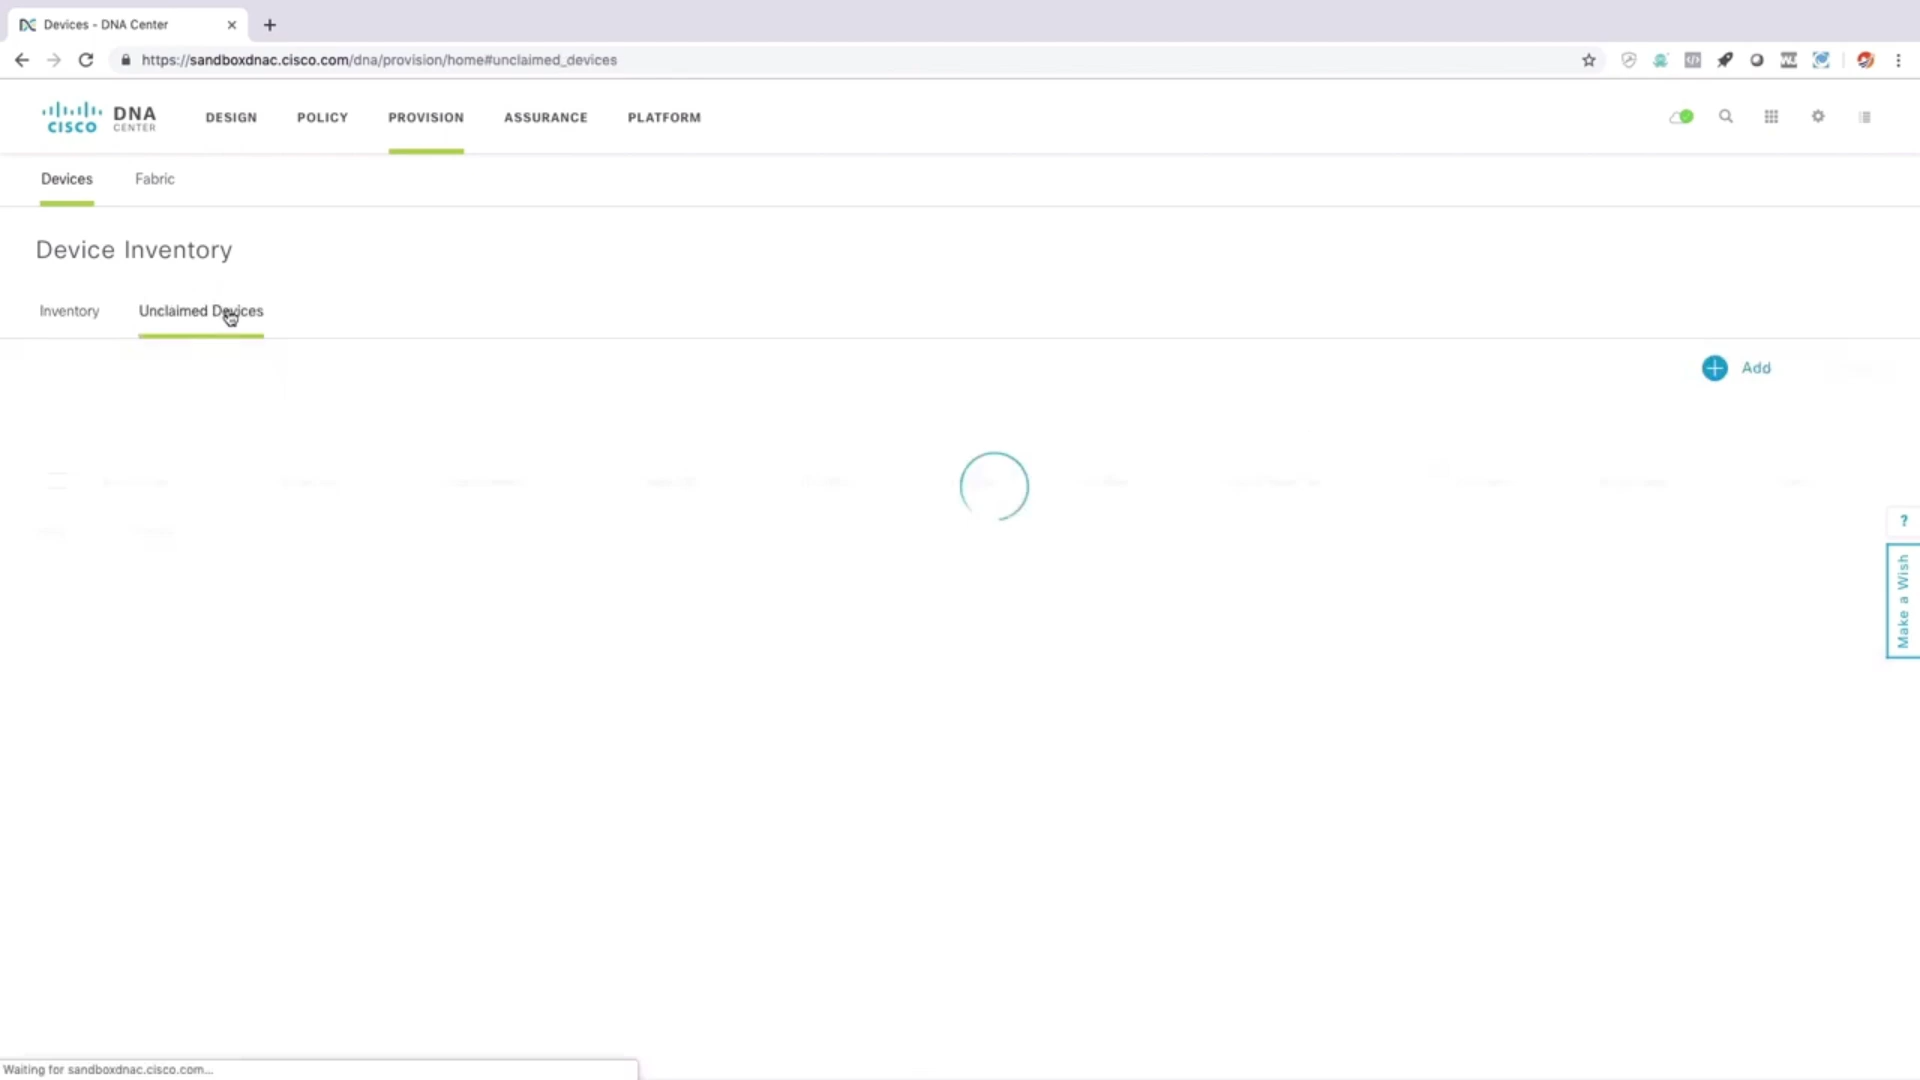 Devices - DNA Center
https://sandboxdnac.cisco.com/dna/provision/home#unclaimed_devices
CISCO DNA CENTER DESIGN POLICY PROVISION ASSURANCE PLATFORM
Devices Fabric
Device Inventory
Inventory Unclaimed Devices
Add
?
Make a Wish
Waiting for sandboxdnac.cisco.com...